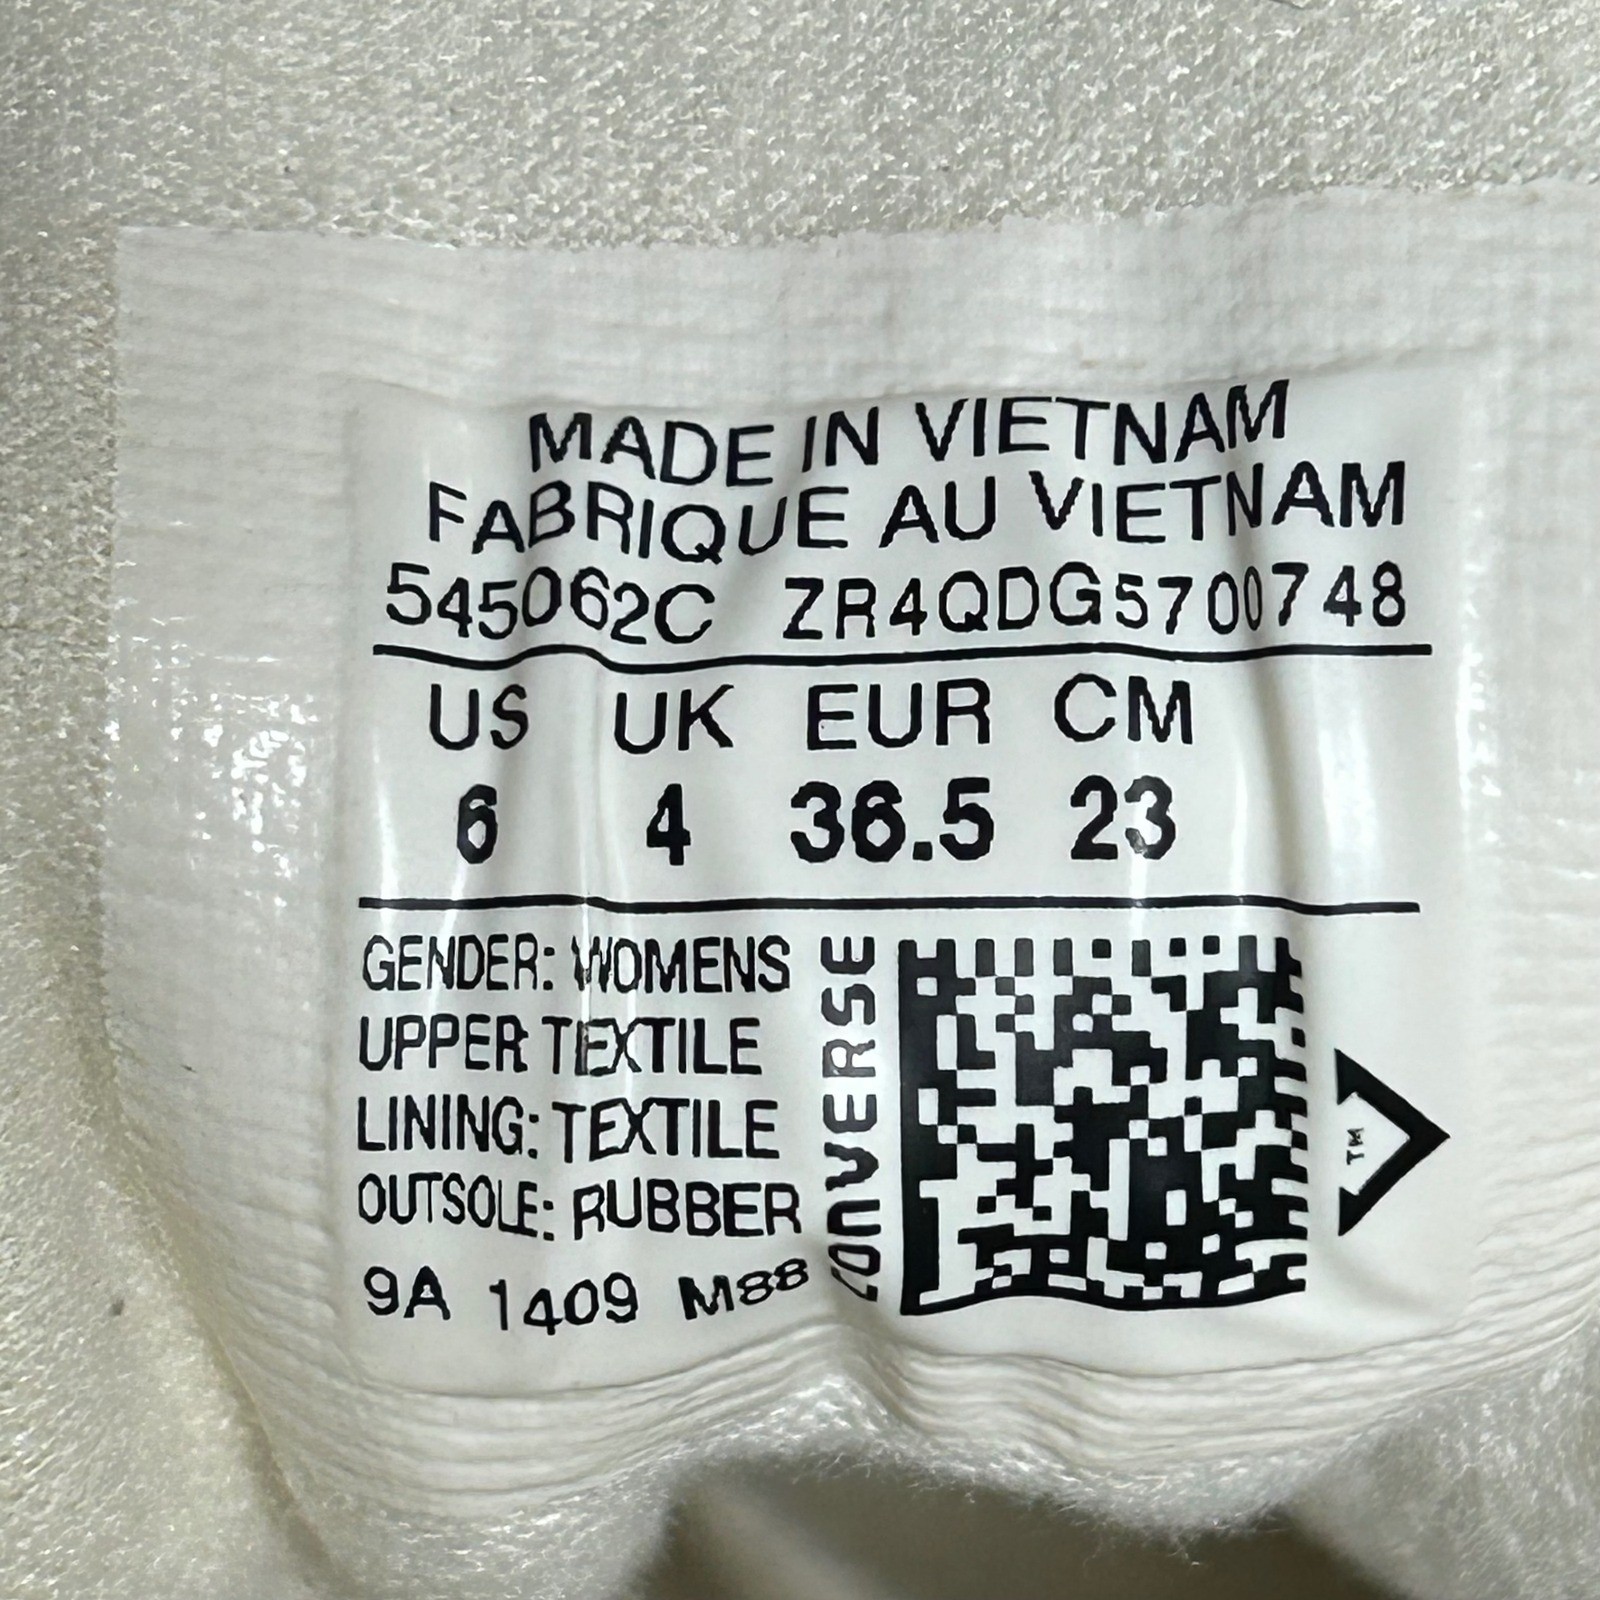 MADE IN VIETNAM
FABRIQUE AU VIETNAM
545062C ZR4QDG5700748
US UK EUR CM
6 4 36.5 23
GENDER: WOMENS
UPPER TEXTILE
LINING: TEXTILE
OUTSOLE: RUBBER
9A 1409 M88
CONVERSE
TM